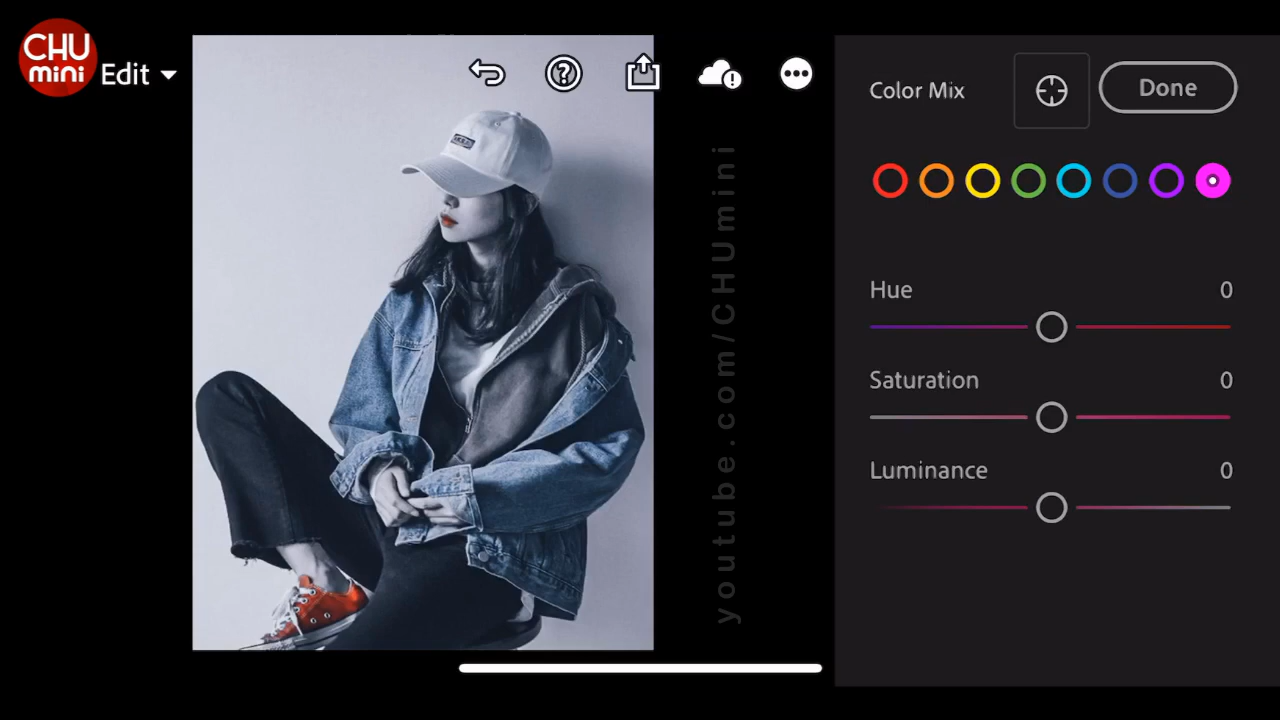 CHU
mini
Edit
Color Mix
Done
Hue
0
Saturation
0
Luminance
0
youtube.com/CHUmini